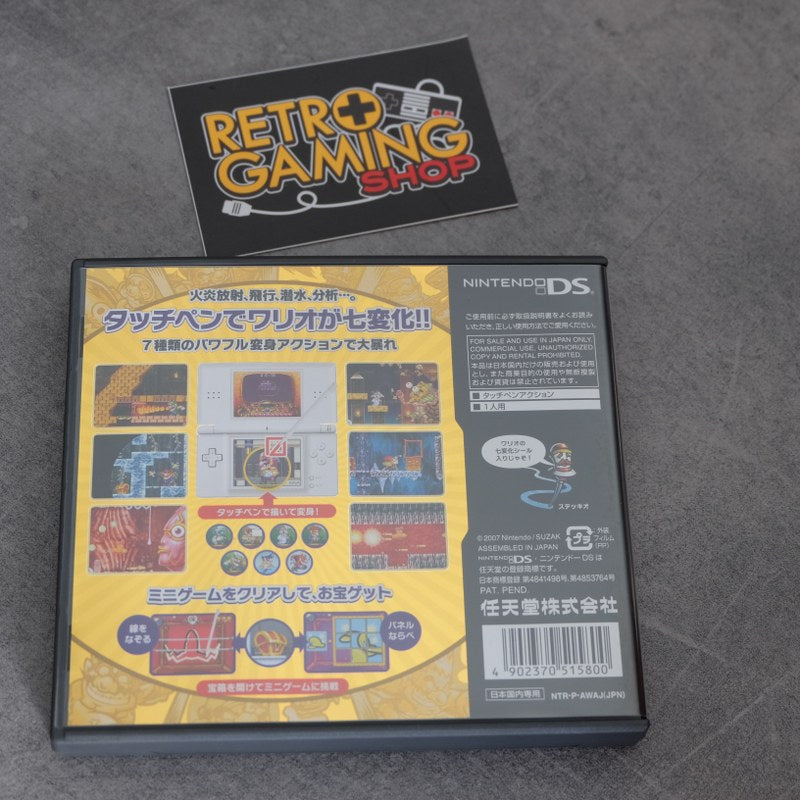 RETRO
GAMING
SHOP
火炎放射、飛行、潜水、分析…。
タッチペンでワリオが七変化!!
7種類のパワフル変身アクションで大暴れ
タッチペンで描いて変身！
ミニゲームをクリアして、お宝ゲット
線を
なぞる
パネル
ならべ
宝箱を開けてミニゲームに挑戦
NINTENDO DS™
ご使用前に必ず取扱説明書をよくお読み
いただき、正しい使用方法でご愛用ください。
FOR SALE AND USE IN JAPAN ONLY.
COMMERCIAL USE, UNAUTHORIZED
COPY AND RENTAL PROHIBITED.
本品は日本国内だけの販売および使用
とし、また商業目的の使用や無断複製
および賃貸は禁止されています。
■ タッチペンアクション
■ 1人用
ワリオの
七変化シール
入りじゃぞ！
ステッキオ
© 2007 Nintendo / SUZAK
ASSEMBLED IN JAPAN
プラ
外装
フィルム
(PP)
NINTENDO DS・ニンテンドーDSは
任天堂の登録商標です。
日本商標登録 第4841498号、第4853764号
PAT. PEND.
任天堂株式会社
4 902370 515800
日本国内専用
NTR-P-AWAJ(JPN)